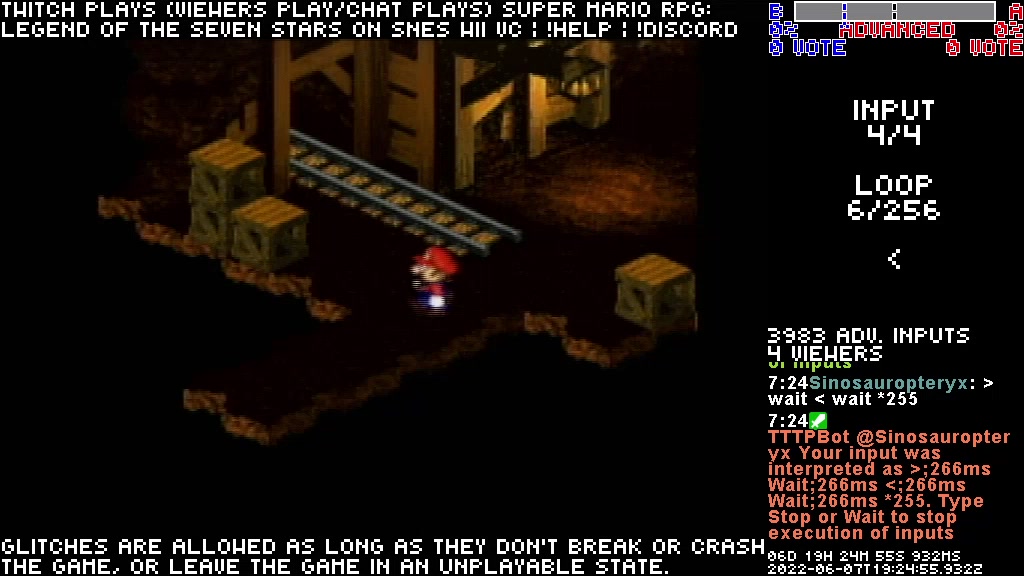 TWITCH PLAYS (VIEWERS PLAY/CHAT PLAYS) SUPER MARIO RPG:
LEGEND OF THE SEVEN STARS ON SNES WII VC ¦ !HELP ¦ !DISCORD
B A
0% ADVANCED 0%
0 VOTE 0 VOTE
INPUT
4/4
LOOP
6/256
<
3983 ADV. INPUTS
4 VIEWERS
of inputs
7:24 Sinosauropteryx: >
wait < wait *255
7:24
TTTPBot @Sinosauropter
yx Your input was
interpreted as >;266ms
Wait;266ms <;266ms
Wait;266ms *255. Type
Stop or Wait to stop
execution of inputs
GLITCHES ARE ALLOWED AS LONG AS THEY DON'T BREAK OR CRASH
THE GAME, OR LEAVE THE GAME IN AN UNPLAYABLE STATE.
06D 19H 24M 55S 932MS
2022-06-07T19:24:55.932Z